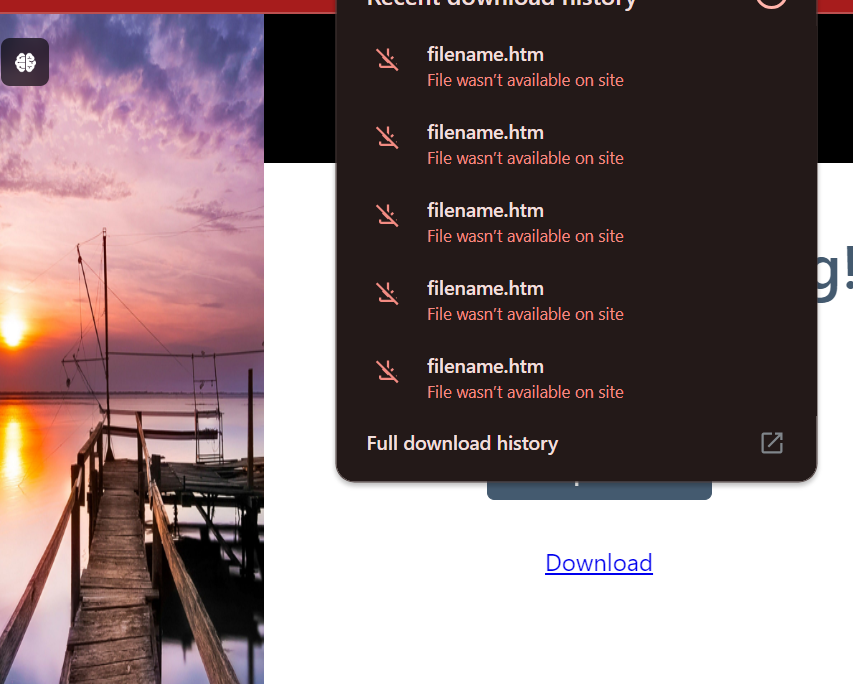 Recent download history
filename.htm
File wasn’t available on site
filename.htm
File wasn’t available on site
filename.htm
File wasn’t available on site
filename.htm
File wasn’t available on site
g!
filename.htm
File wasn’t available on site
Full download history
Download